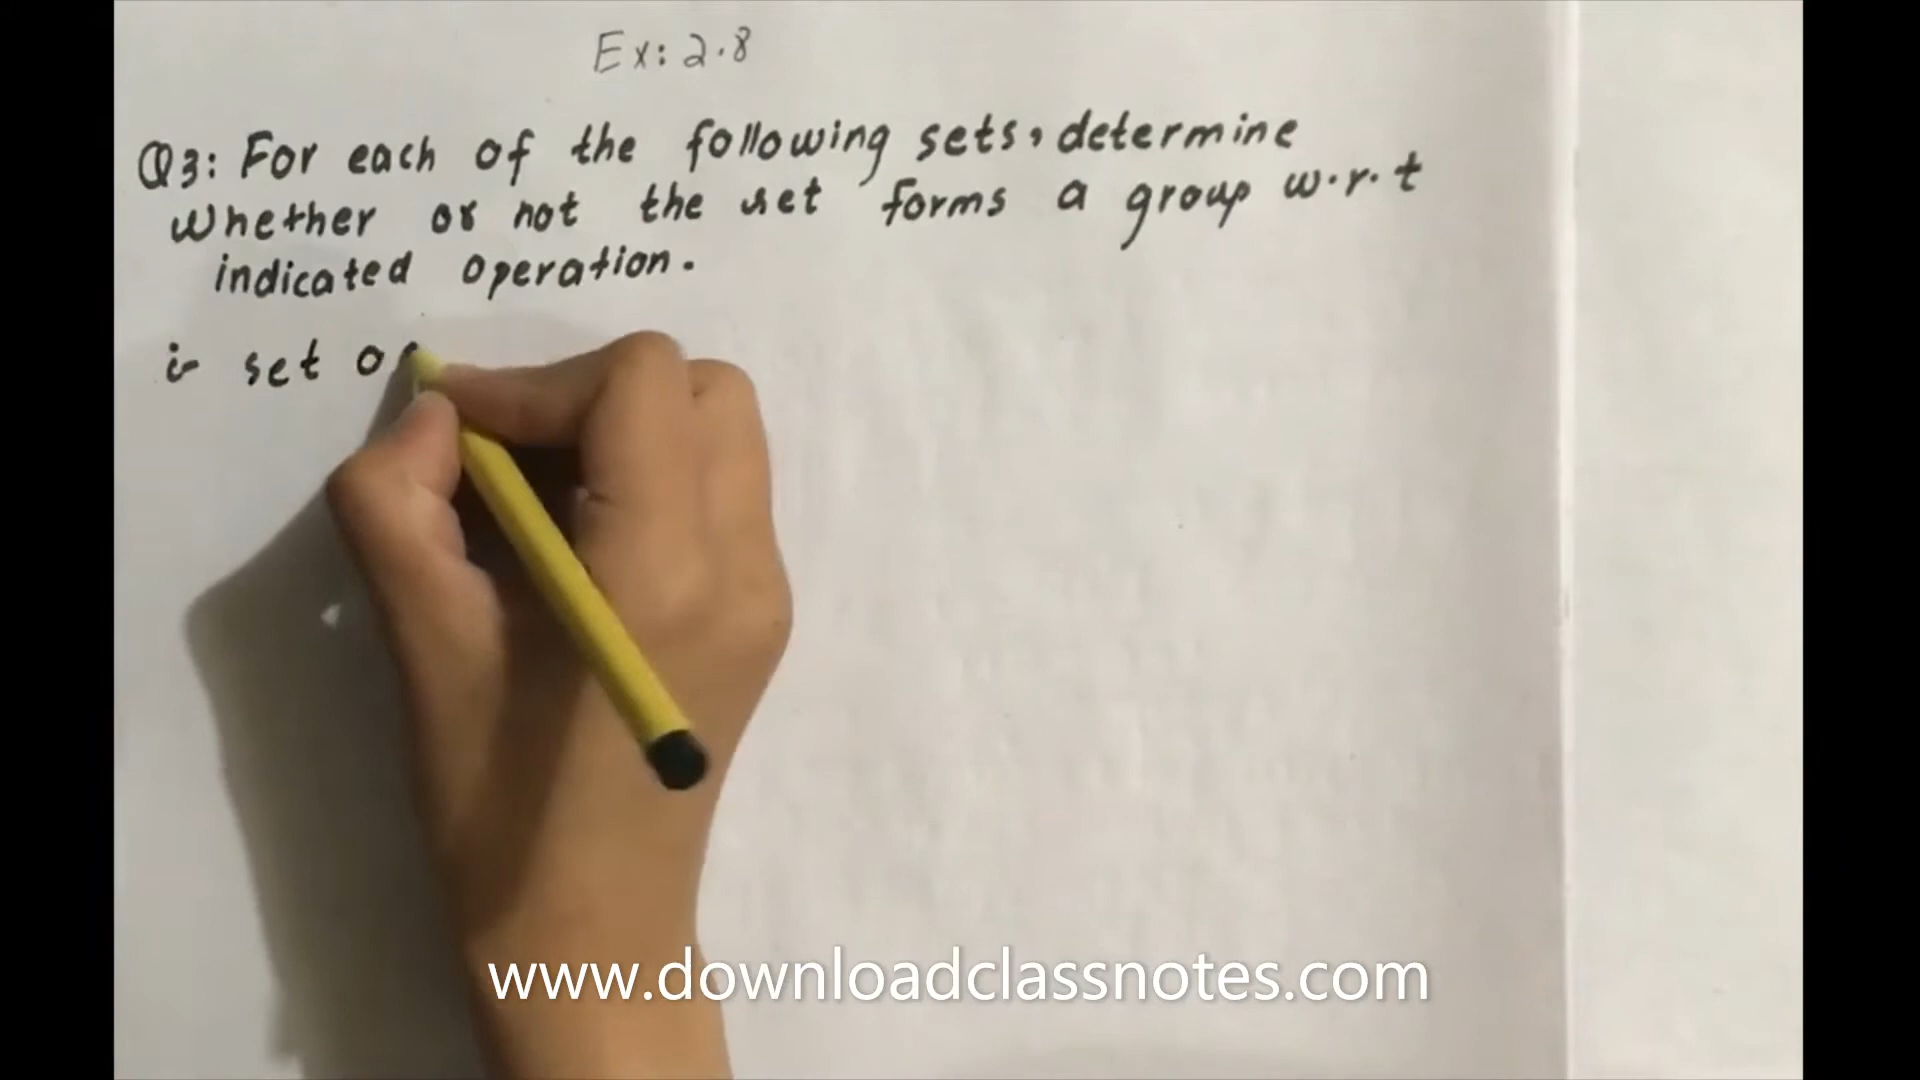 Ex: 2.8
Q3: For each of the following sets, determine
whether or not the set forms a group w.r.t
indicated operation.
i- set
www.downloadclassnotes.com